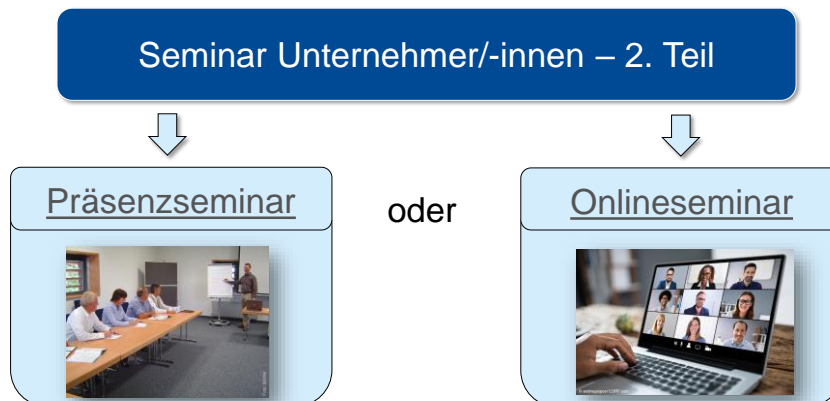 Seminar Unternehmer/-innen – 2. Teil
Präsenzseminar
oder
Onlineseminar